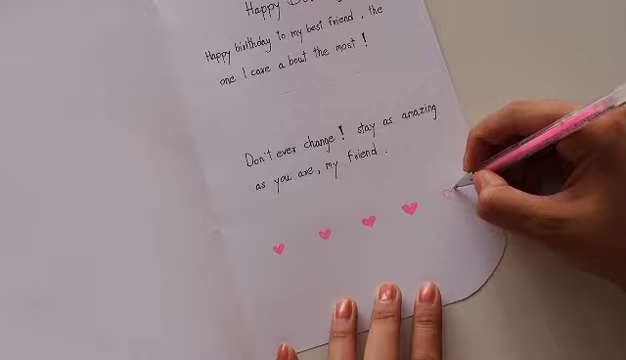 Happy
Happy birthday to my best friend, the
one I care a bout the most!
Don't ever change! stay as amazing
as you are, my friend.